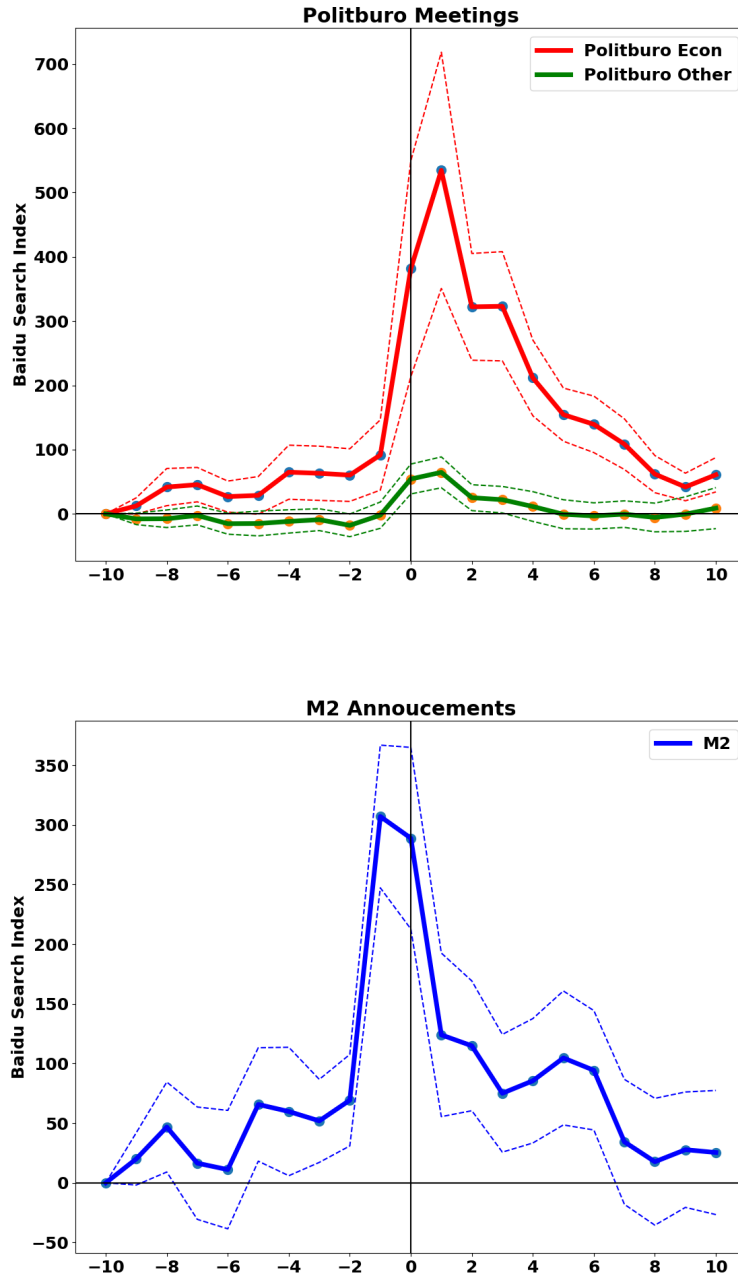 Politburo Meetings
Politburo Econ
Politburo Other
Baidu Search Index
700
600
500
400
300
200
100
0
−10 −8 −6 −4 −2 0 2 4 6 8 10
M2 Annoucements
M2
Baidu Search Index
350
300
250
200
150
100
50
0
−50
−10 −8 −6 −4 −2 0 2 4 6 8 10